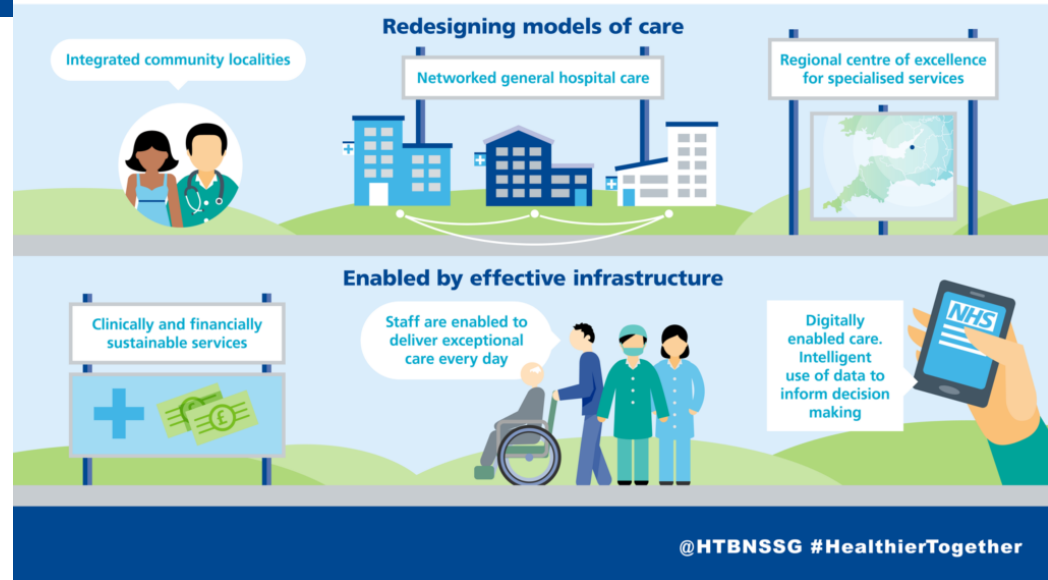 Redesigning models of care
Integrated community localities
Networked general hospital care
Regional centre of excellence
for specialised services
Enabled by effective infrastructure
Clinically and financially
sustainable services
££
Staff are enabled to
deliver exceptional
care every day
Digitally
enabled care.
Intelligent
use of data to
inform decision
making
NHS
@HTBNSSG #HealthierTogether